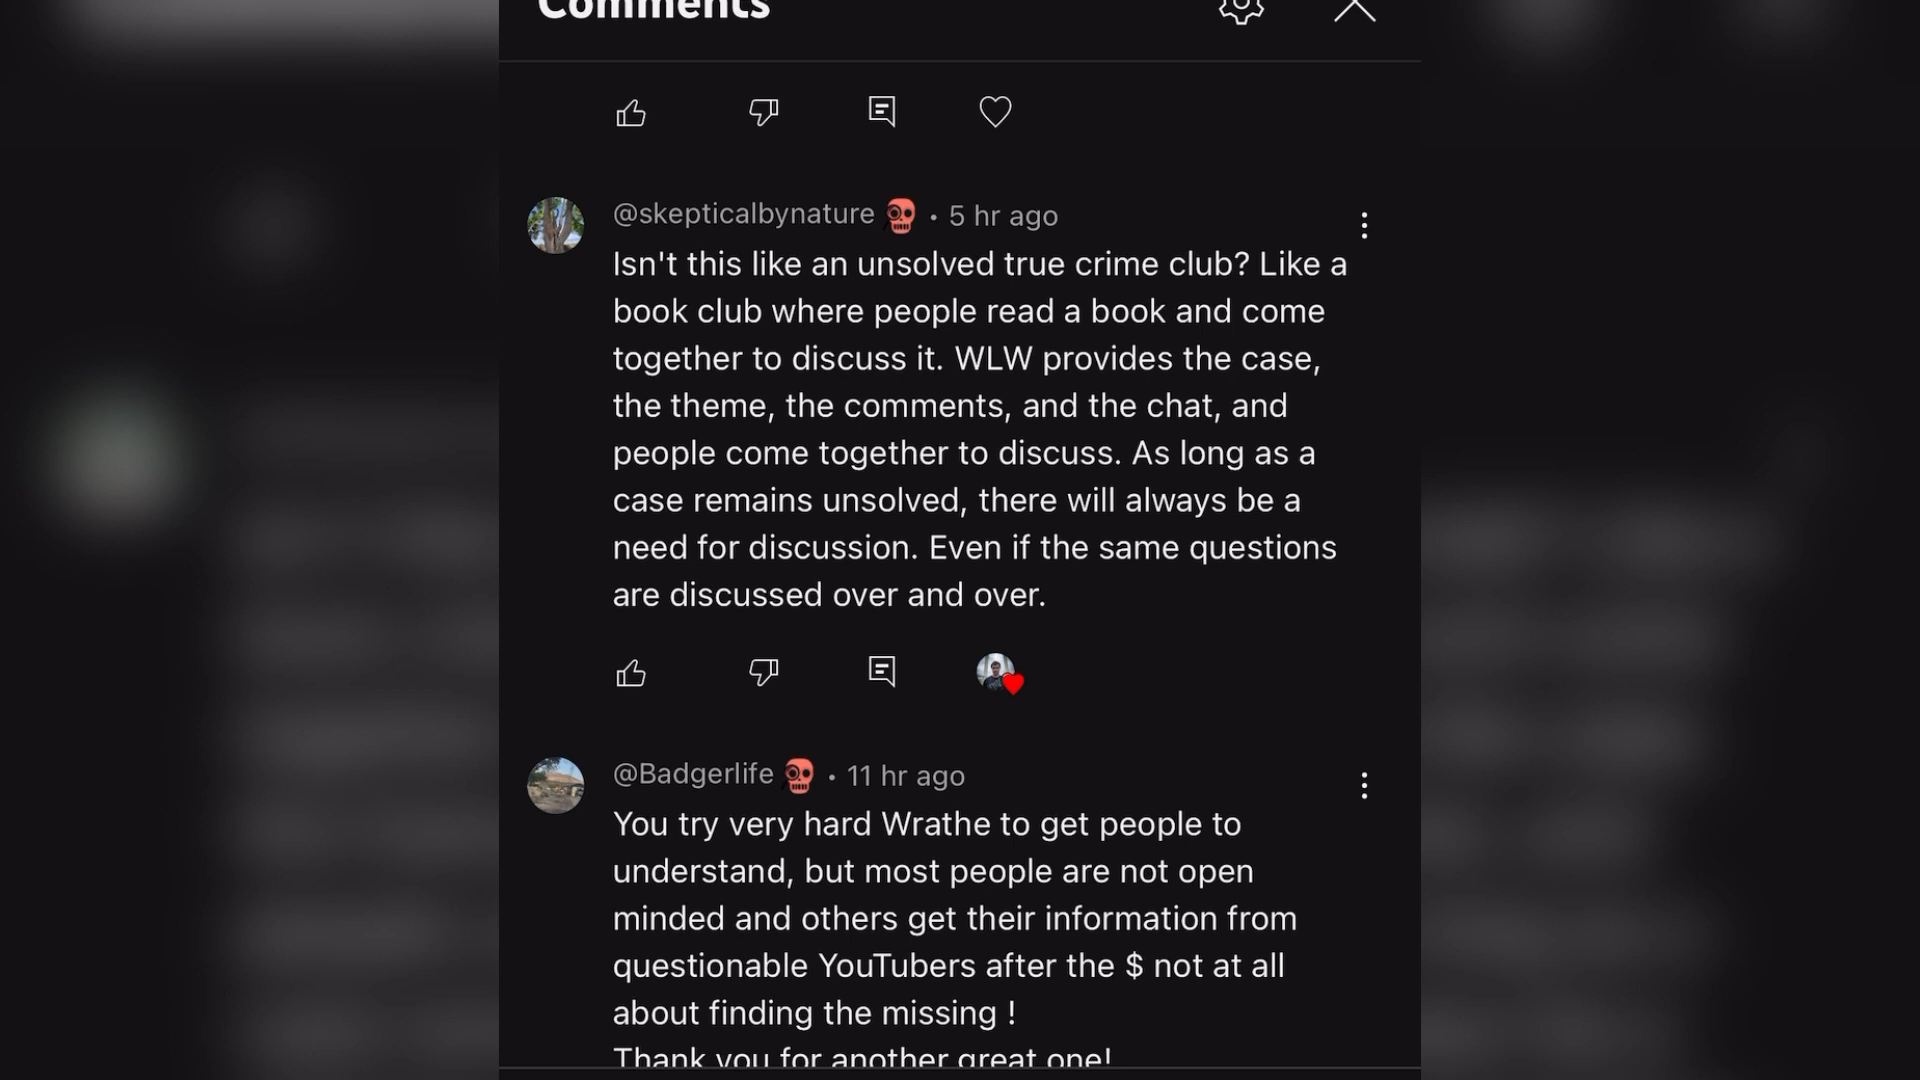 Comments
@skepticalbynature • 5 hr ago
Isn't this like an unsolved true crime club? Like a
book club where people read a book and come
together to discuss it. WLW provides the case,
the theme, the comments, and the chat, and
people come together to discuss. As long as a
case remains unsolved, there will always be a
need for discussion. Even if the same questions
are discussed over and over.
@Badgerlife • 11 hr ago
You try very hard Wrathe to get people to
understand, but most people are not open
minded and others get their information from
questionable YouTubers after the $ not at all
about finding the missing !
Thank you for another great one!